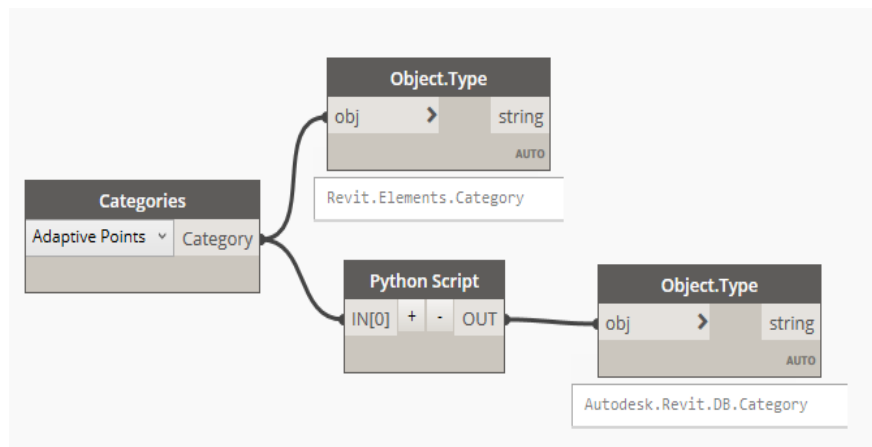 Object.Type
obj > string
AUTO
Revit.Elements.Category
Categories
Adaptive Points Category
Python Script
IN[0] + - OUT
Object.Type
obj > string
AUTO
Autodesk.Revit.DB.Category